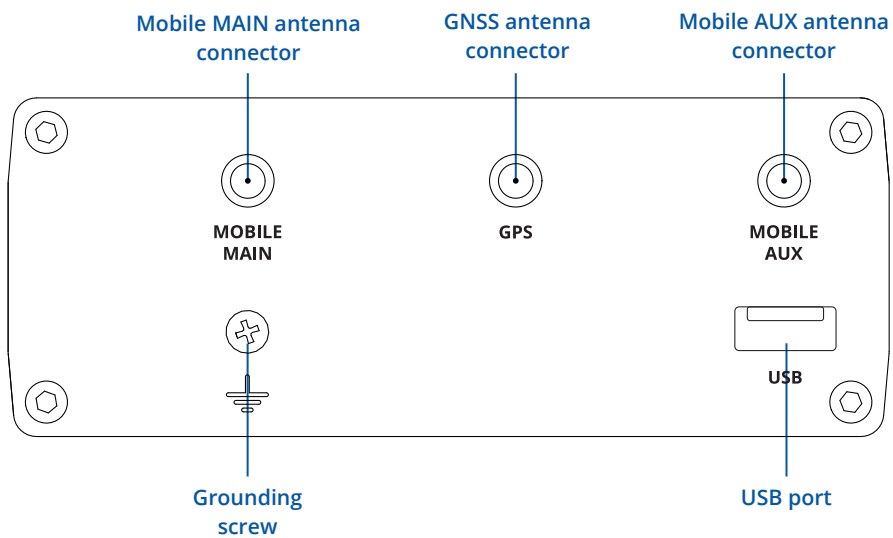 Mobile MAIN antenna
connector
GNSS antenna
connector
Mobile AUX antenna
connector
MOBILE
MAIN
GPS
MOBILE
AUX
USB
Grounding
screw
USB port